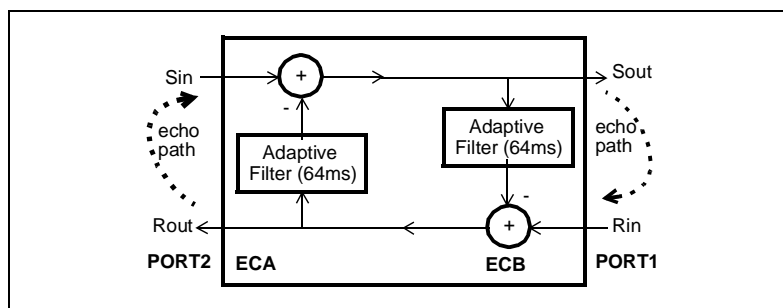 Sin
+
Sout
-
echo
path
Adaptive
Filter (64ms)
Adaptive
Filter (64ms)
echo
path
-
Rout
+
Rin
PORT2
ECA
ECB
PORT1